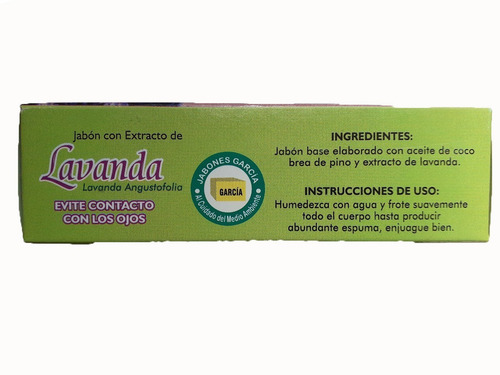 Jabón con Extracto de
Lavanda
Lavanda Angustofolia
EVITE CONTACTO
CON LOS OJOS
JABONES GARCIA
GARCÍA
Al Cuidado del Medio Ambiente
INGREDIENTES:
Jabón base elaborado con aceite de coco
brea de pino y extracto de lavanda.
INSTRUCCIONES DE USO:
Humedezca con agua y frote suavemente
todo el cuerpo hasta producir
abundante espuma, enjuague bien.